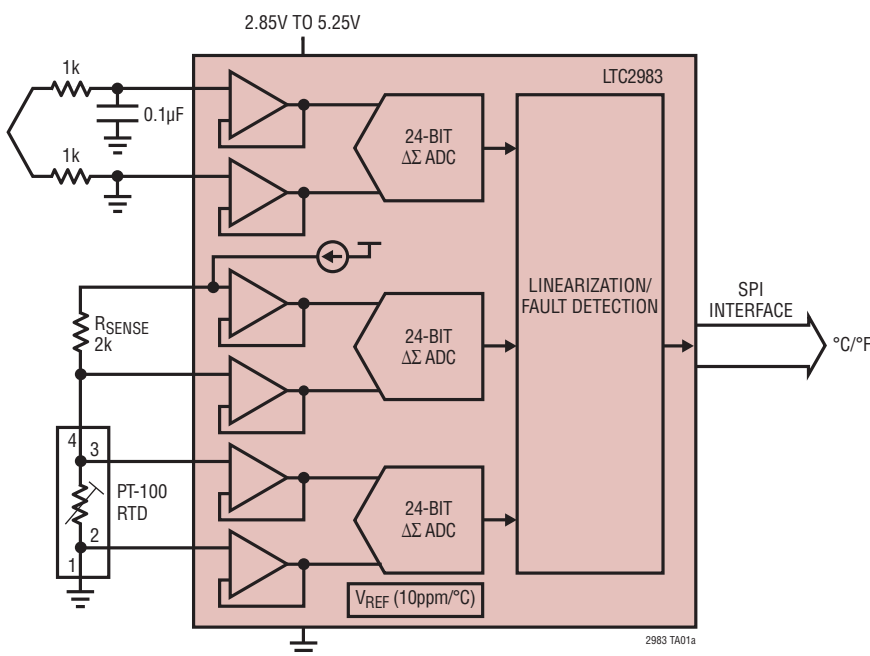 2.85V TO 5.25V
1k
LTC2983
0.1µF
24-BIT
ΔΣ ADC
1k
LINEARIZATION/
FAULT DETECTION
SPI
INTERFACE
RSENSE
2k
24-BIT
ΔΣ ADC
°C/°F
4
3
PT-100
RTD
2
1
24-BIT
ΔΣ ADC
VREF (10ppm/°C)
2983 TA01a